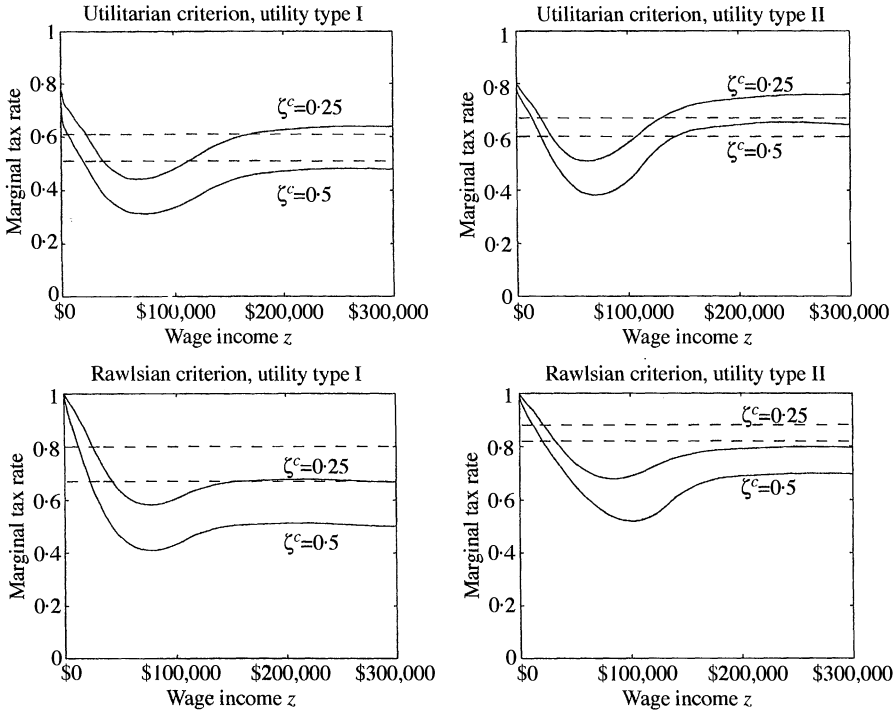 Utilitarian criterion, utility type I
Marginal tax rate
1
0·8
0·6
0·4
0·2
0
ζᶜ=0·25
ζᶜ=0·5
$0 $100,000 $200,000 $300,000
Wage income z
Utilitarian criterion, utility type II
Marginal tax rate
1
0·8
0·6
0·4
0·2
0
ζᶜ=0·25
ζᶜ=0·5
$0 $100,000 $200,000 $300,000
Wage income z
Rawlsian criterion, utility type I
Marginal tax rate
1
0·8
0·6
0·4
0·2
0
ζᶜ=0·25
ζᶜ=0·5
$0 $100,000 $200,000 $300,000
Wage income z
Rawlsian criterion, utility type II
Marginal tax rate
1
0·8
0·6
0·4
0·2
0
ζᶜ=0·25
ζᶜ=0·5
$0 $100,000 $200,000 $300,000
Wage income z